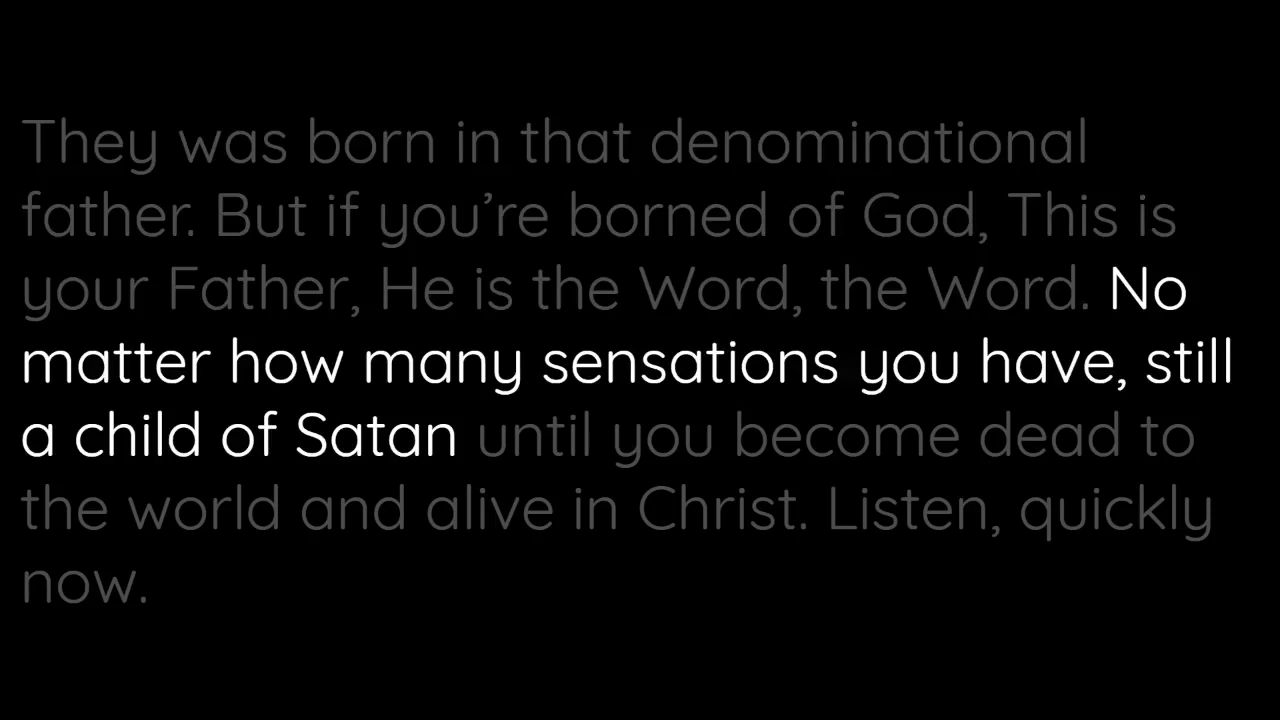 They was born in that denominational
father. But if you’re borned of God, This is
your Father, He is the Word, the Word. No
matter how many sensations you have, still
a child of Satan until you become dead to
the world and alive in Christ. Listen, quickly
now.